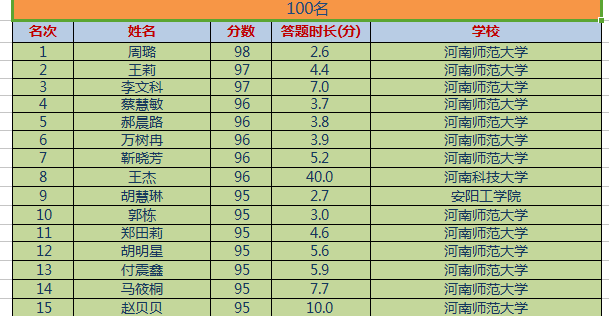 100名
名次 姓名 分数 答题时长(分) 学校
1 周璐 98 2.6 河南师范大学
2 王莉 97 4.4 河南师范大学
3 李文科 97 7.0 河南师范大学
4 蔡慧敏 96 3.7 河南师范大学
5 郝晨路 96 3.8 河南师范大学
6 万树冉 96 3.9 河南师范大学
7 靳晓芳 96 5.2 河南师范大学
8 王杰 96 40.0 河南科技大学
9 胡慧琳 95 2.7 安阳工学院
10 郭栋 95 3.0 河南师范大学
11 郑田莉 95 4.6 河南师范大学
12 胡明星 95 5.6 河南师范大学
13 付震鑫 95 5.9 河南师范大学
14 马筱桐 95 7.7 河南师范大学
15 赵贝贝 95 10.0 河南师范大学